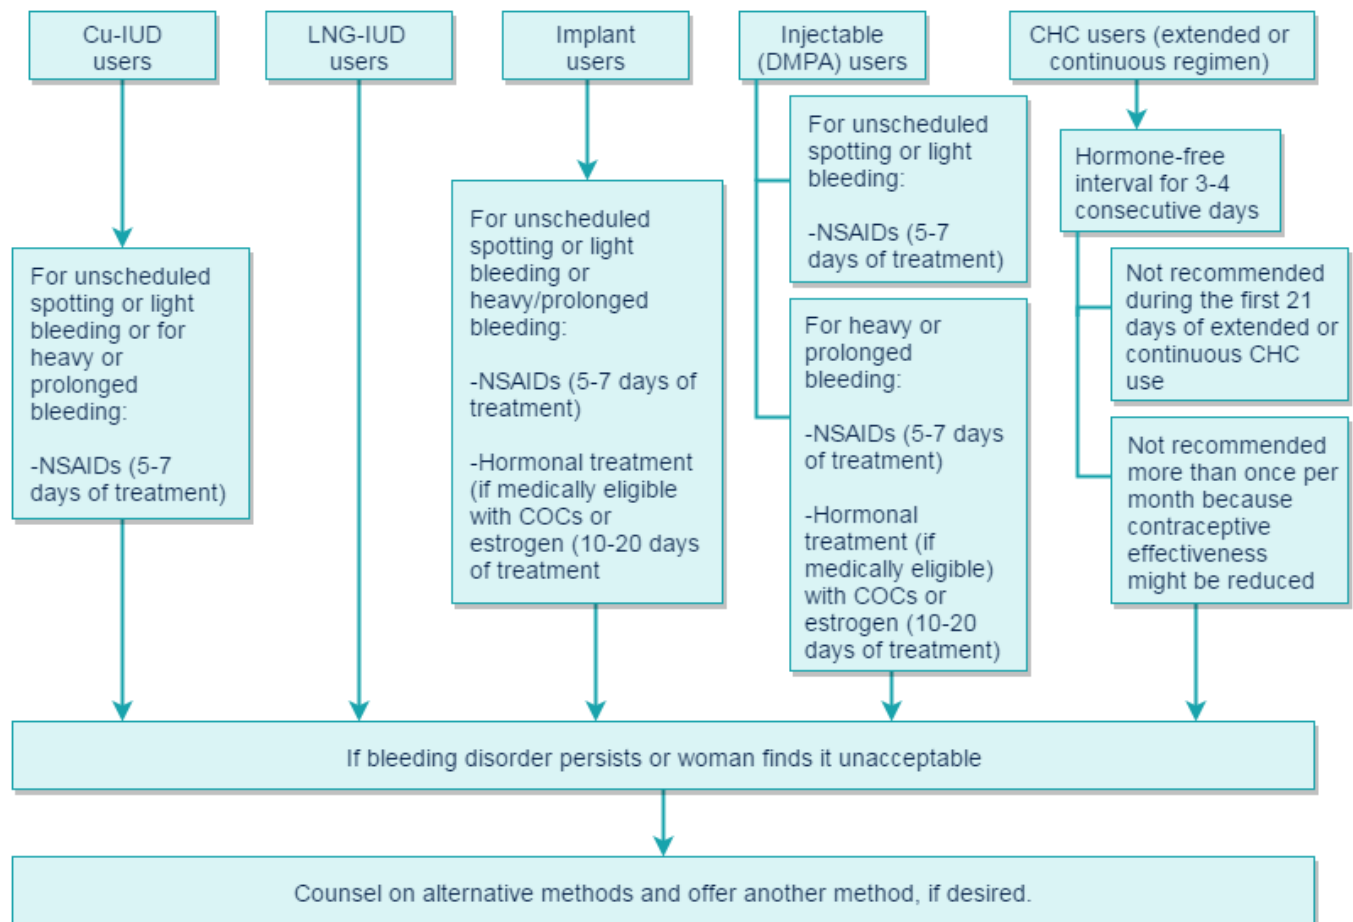 Cu-IUD
users
LNG-IUD
users
Implant
users
Injectable
(DMPA) users
CHC users (extended or
continuous regimen)
For unscheduled
spotting or light
bleeding or for
heavy or
prolonged
bleeding:
-NSAIDs (5-7
days of treatment)
For unscheduled
spotting or light
bleeding or
heavy/prolonged
bleeding:
-NSAIDs (5-7 days of
treatment)
-Hormonal treatment
(if medically eligible
with COCs or
estrogen (10-20 days
of treatment
For unscheduled
spotting or light
bleeding:
-NSAIDs (5-7
days of treatment)
For heavy or
prolonged
bleeding:
-NSAIDs (5-7 days
of treatment)
-Hormonal
treatment (if
medically eligible)
with COCs or
estrogen (10-20
days of treatment)
Hormone-free
interval for 3-4
consecutive days
Not recommended
during the first 21
days of extended or
continuous CHC
use
Not recommended
more than once per
month because
contraceptive
effectiveness
might be reduced
If bleeding disorder persists or woman finds it unacceptable
Counsel on alternative methods and offer another method, if desired.